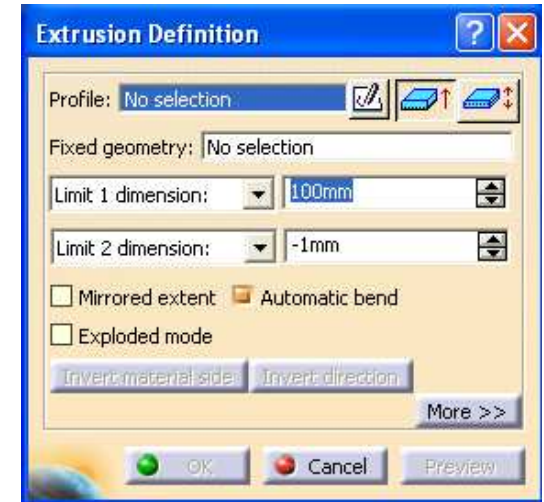 Extrusion Definition
Profile: No selection
Fixed geometry: No selection
Limit 1 dimension: 100mm
Limit 2 dimension: -1mm
Mirrored extent Automatic bend
Exploded mode
Invert material side Invert direction
More >>
OK Cancel Preview